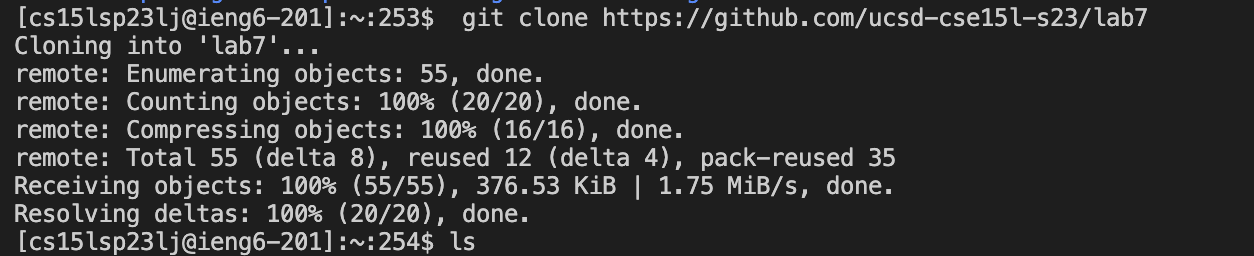 [cs15lsp23lj@ieng6-201]:~:253$  git clone https://github.com/ucsd-cse15l-s23/lab7
Cloning into 'lab7'...
remote: Enumerating objects: 55, done.
remote: Counting objects: 100% (20/20), done.
remote: Compressing objects: 100% (16/16), done.
remote: Total 55 (delta 8), reused 12 (delta 4), pack-reused 35
Receiving objects: 100% (55/55), 376.53 KiB | 1.75 MiB/s, done.
Resolving deltas: 100% (20/20), done.
[cs15lsp23lj@ieng6-201]:~:254$ ls